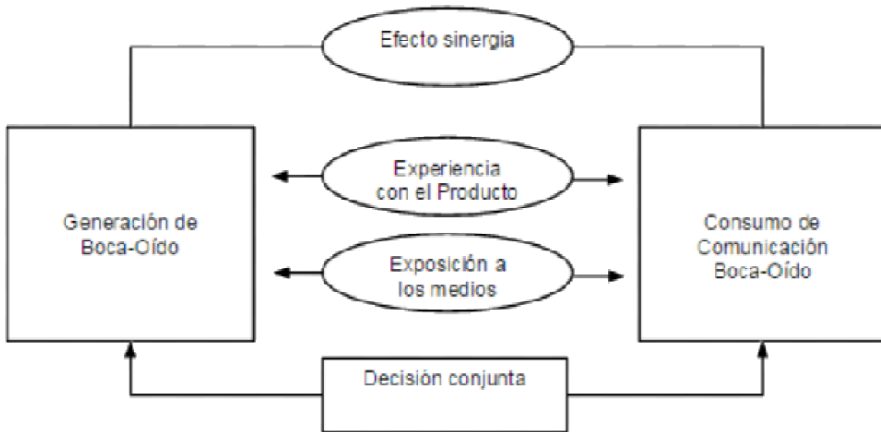 Efecto sinergia
Experiencia
con el Producto
Generación de
Boca-Oído
Consumo de
Comunicación
Boca-Oído
Exposición a
los medios
Decisión conjunta